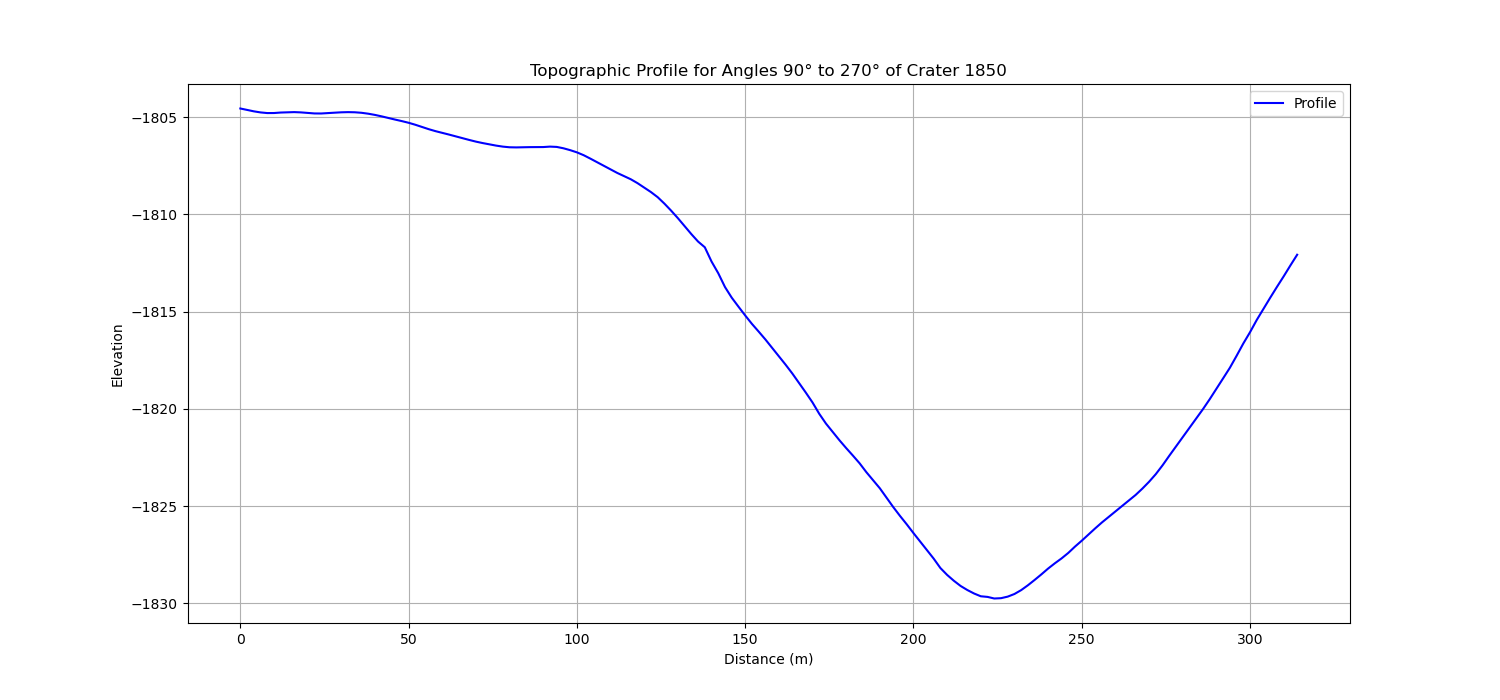 Topographic Profile for Angles 90° to 270° of Crater 1850
Profile
Elevation
−1805
−1810
−1815
−1820
−1825
−1830
0 50 100 150 200 250 300
Distance (m)